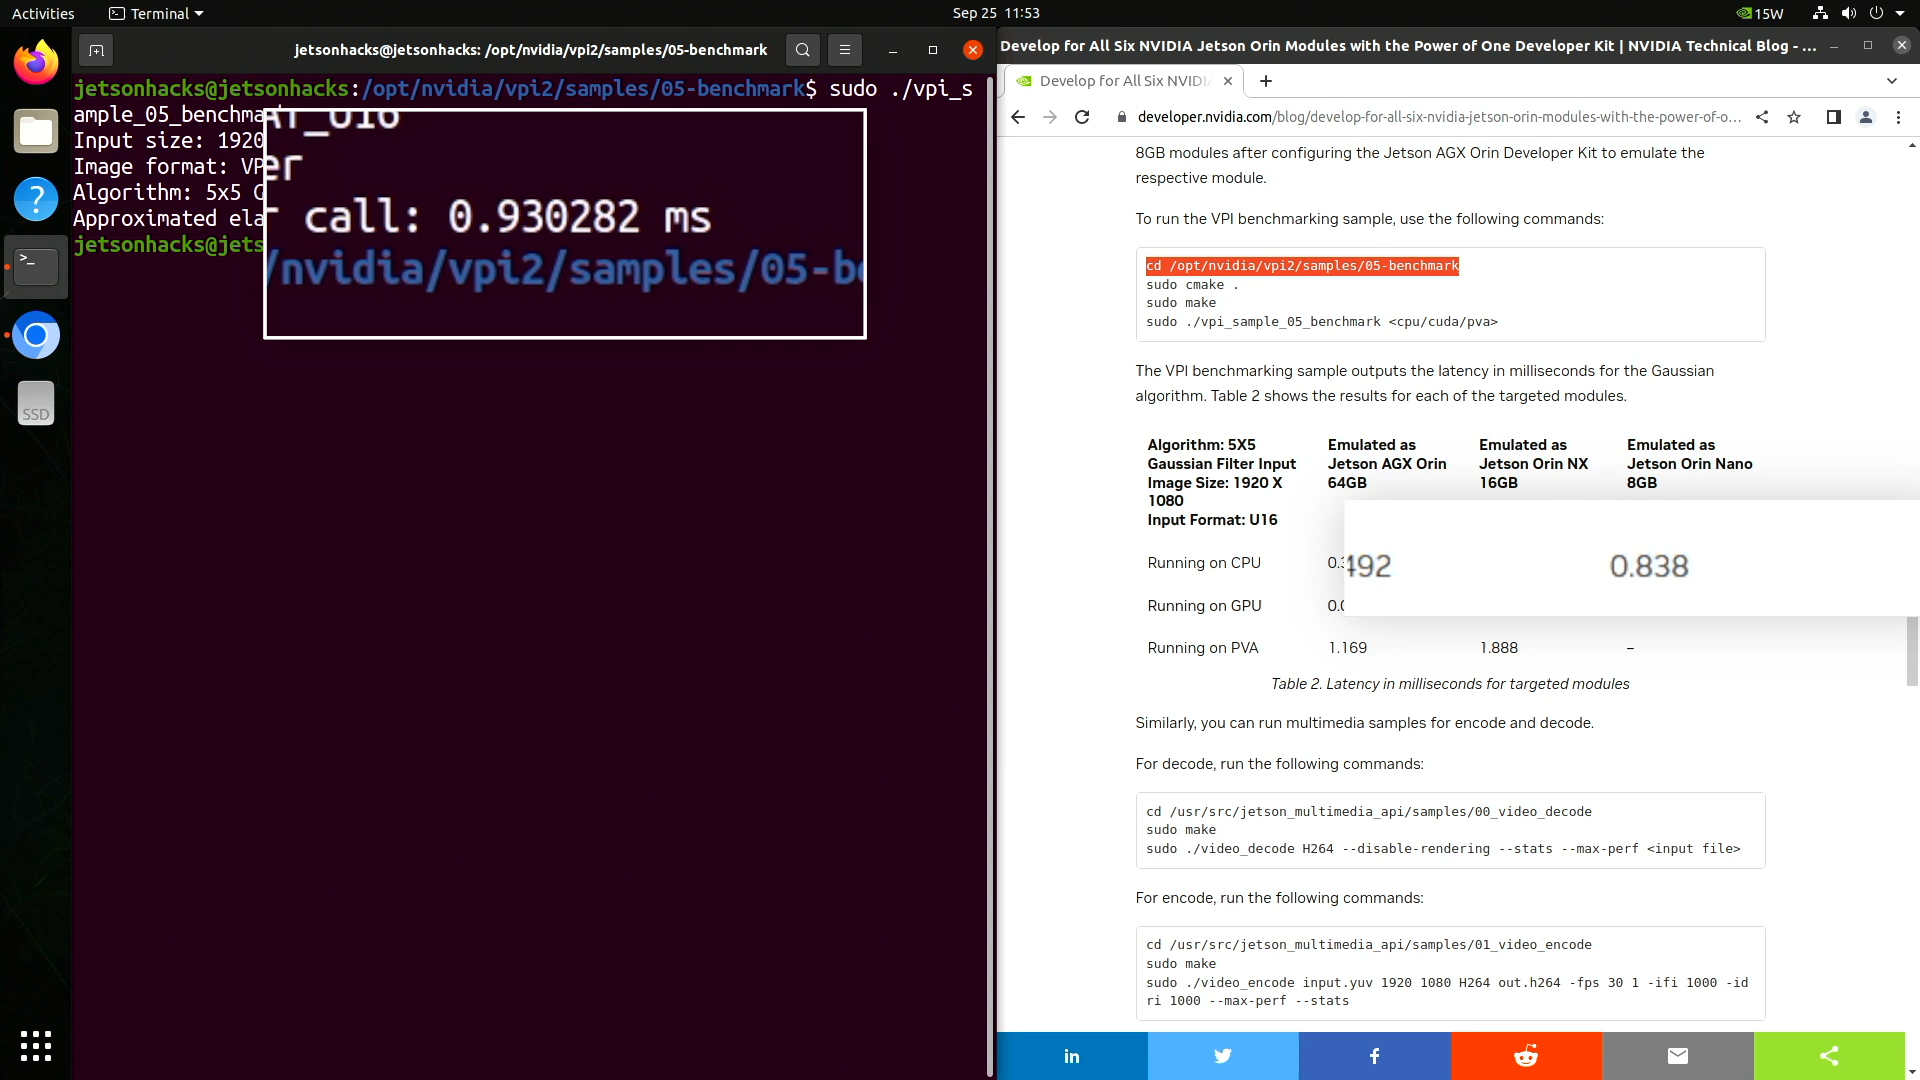 Activities
Terminal
Sep 25 11:53
15W
jetsonhacks@jetsonhacks: /opt/nvidia/vpi2/samples/05-benchmark
jetsonhacks@jetsonhacks:/opt/nvidia/vpi2/samples/05-benchmark$ sudo ./vpi_s
ample_05_benchma
Input size: 1920
Image format: VP
Algorithm: 5x5 G
Approximated ela
jetsonhacks@jets
AT_U16
er
r call: 0.930282 ms
/nvidia/vpi2/samples/05-b
SSD
Develop for All Six NVIDIA Jetson Orin Modules with the Power of One Developer Kit | NVIDIA Technical Blog - ...
Develop for All Six NVIDI
developer.nvidia.com/blog/develop-for-all-six-nvidia-jetson-orin-modules-with-the-power-of-o...
8GB modules after configuring the Jetson AGX Orin Developer Kit to emulate the
respective module.
To run the VPI benchmarking sample, use the following commands:
cd /opt/nvidia/vpi2/samples/05-benchmark
sudo cmake .
sudo make
sudo ./vpi_sample_05_benchmark <cpu/cuda/pva>
The VPI benchmarking sample outputs the latency in milliseconds for the Gaussian
algorithm. Table 2 shows the results for each of the targeted modules.
Algorithm: 5X5 Gaussian Filter Input Image Size: 1920 X 1080 Input Format: U16
Emulated as Jetson AGX Orin 64GB
Emulated as Jetson Orin NX 16GB
Emulated as Jetson Orin Nano 8GB
Running on CPU 0.3
492 0.838
Running on GPU 0.0
Running on PVA 1.169 1.888 –
Table 2. Latency in milliseconds for targeted modules
Similarly, you can run multimedia samples for encode and decode.
For decode, run the following commands:
cd /usr/src/jetson_multimedia_api/samples/00_video_decode
sudo make
sudo ./video_decode H264 --disable-rendering --stats --max-perf <input file>
For encode, run the following commands:
cd /usr/src/jetson_multimedia_api/samples/01_video_encode
sudo make
sudo ./video_encode input.yuv 1920 1080 H264 out.h264 -fps 30 1 -ifi 1000 -id
ri 1000 --max-perf --stats